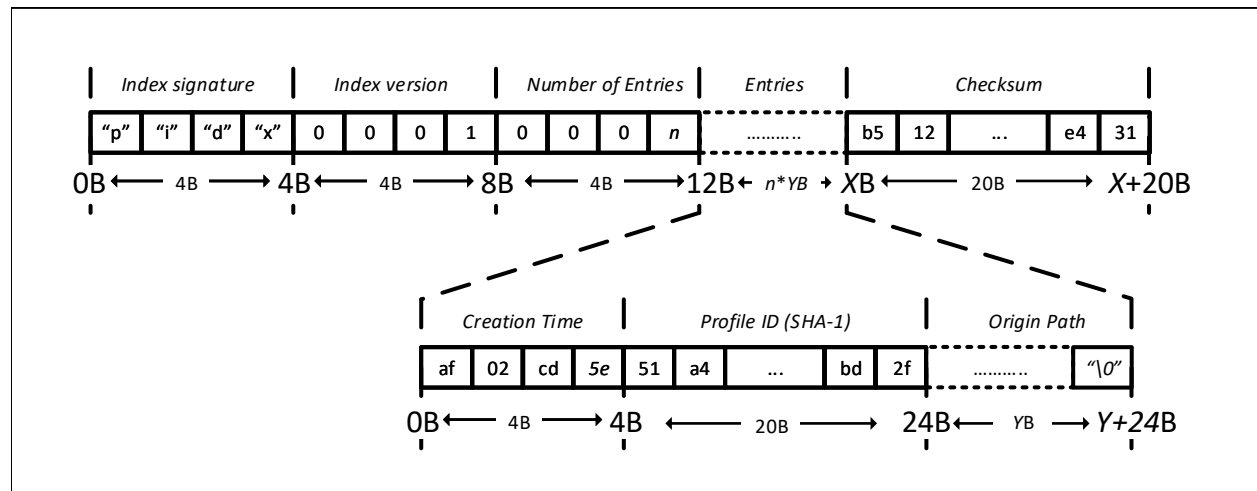 Index signature Index version Number of Entries Entries Checksum
“p” “i” “d” “x” 0 0 0 1 0 0 0 n ........... b5 12 ... e4 31
0B 4B 4B 4B 8B 4B 12B n*YB XB 20B X+20B
Creation Time Profile ID (SHA-1) Origin Path
af 02 cd 5e 51 a4 ... bd 2f ........... “\0”
0B 4B 4B 20B 24B YB Y+24B